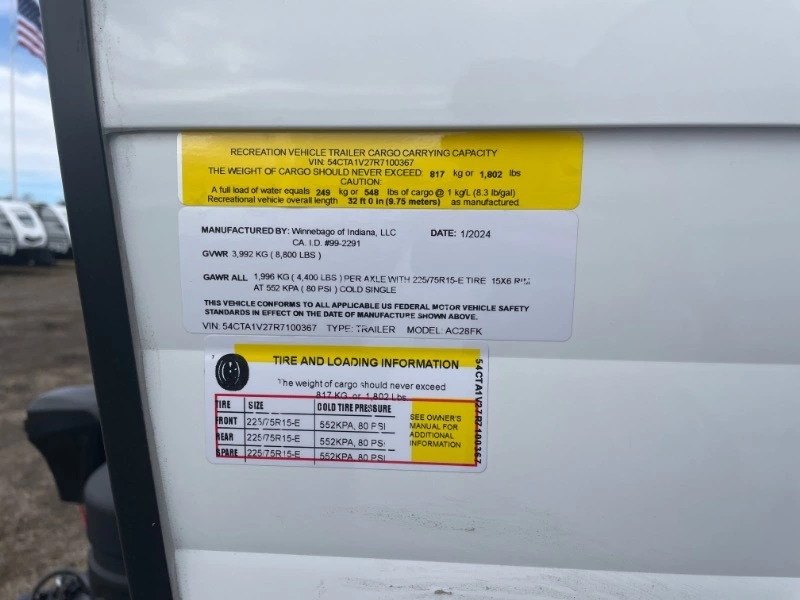 RECREATION VEHICLE TRAILER CARGO CARRYING CAPACITY
VIN: 54CTA1V27R7100367
THE WEIGHT OF CARGO SHOULD NEVER EXCEED: 817 kg or 1,802 lbs
CAUTION:
A full load of water equals 249 kg or 548 lbs of cargo @ 1 kg/L (8.3 lb/gal)
Recreational vehicle overall length 32 ft 0 in (9.75 meters) as manufactured.
MANUFACTURED BY: Winnebago of Indiana, LLC DATE: 1/2024
CA. I.D. #99-2291
GVWR 3,992 KG ( 8,800 LBS )
GAWR ALL 1,996 KG ( 4,400 LBS ) PER AXLE WITH 225/75R15-E TIRE 15X6 RIM
AT 552 KPA ( 80 PSI ) COLD SINGLE
THIS VEHICLE CONFORMS TO ALL APPLICABLE US FEDERAL MOTOR VEHICLE SAFETY
STANDARDS IN EFFECT ON THE DATE OF MANUFACTURE SHOWN ABOVE.
VIN: 54CTA1V27R7100367 TYPE: TRAILER MODEL: AC28FK
TIRE AND LOADING INFORMATION
The weight of cargo should never exceed
817 KG or 1,802 Lbs
TIRE SIZE COLD TIRE PRESSURE
FRONT 225/75R15-E 552KPA, 80 PSI
REAR 225/75R15-E 552KPA, 80 PSI
SPARE 225/75R15-E 552KPA, 80 PSI
SEE OWNER'S
MANUAL FOR
ADDITIONAL
INFORMATION
54CTA1V27R7100367